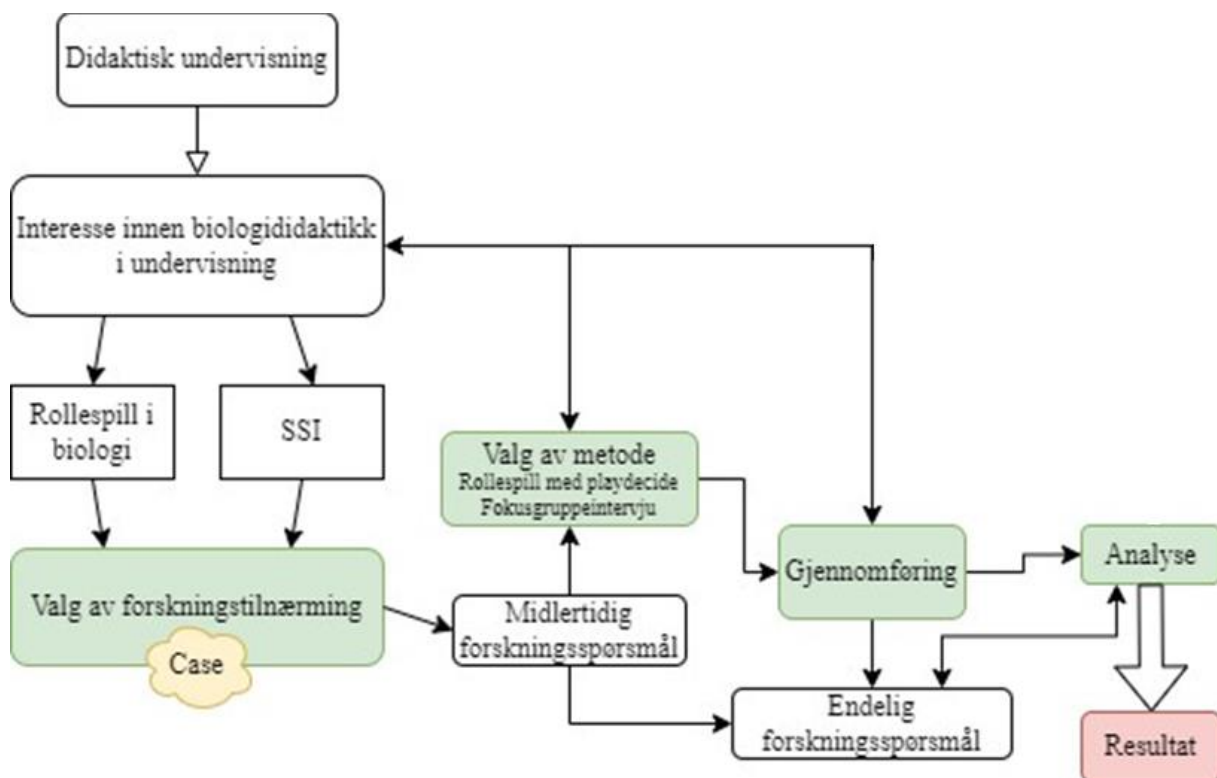 Didaktisk undervisning
Interesse innen biologididaktikk
i undervisning
Rollespill i
biologi
SSI
Valg av metode
Rollespill med playdecide
Fokusgruppeintervju
Gjennomføring
Analyse
Valg av forskningstilnærming
Case
Midlertidig
forskningsspørsmål
Endelig
forskningsspørsmål
Resultat